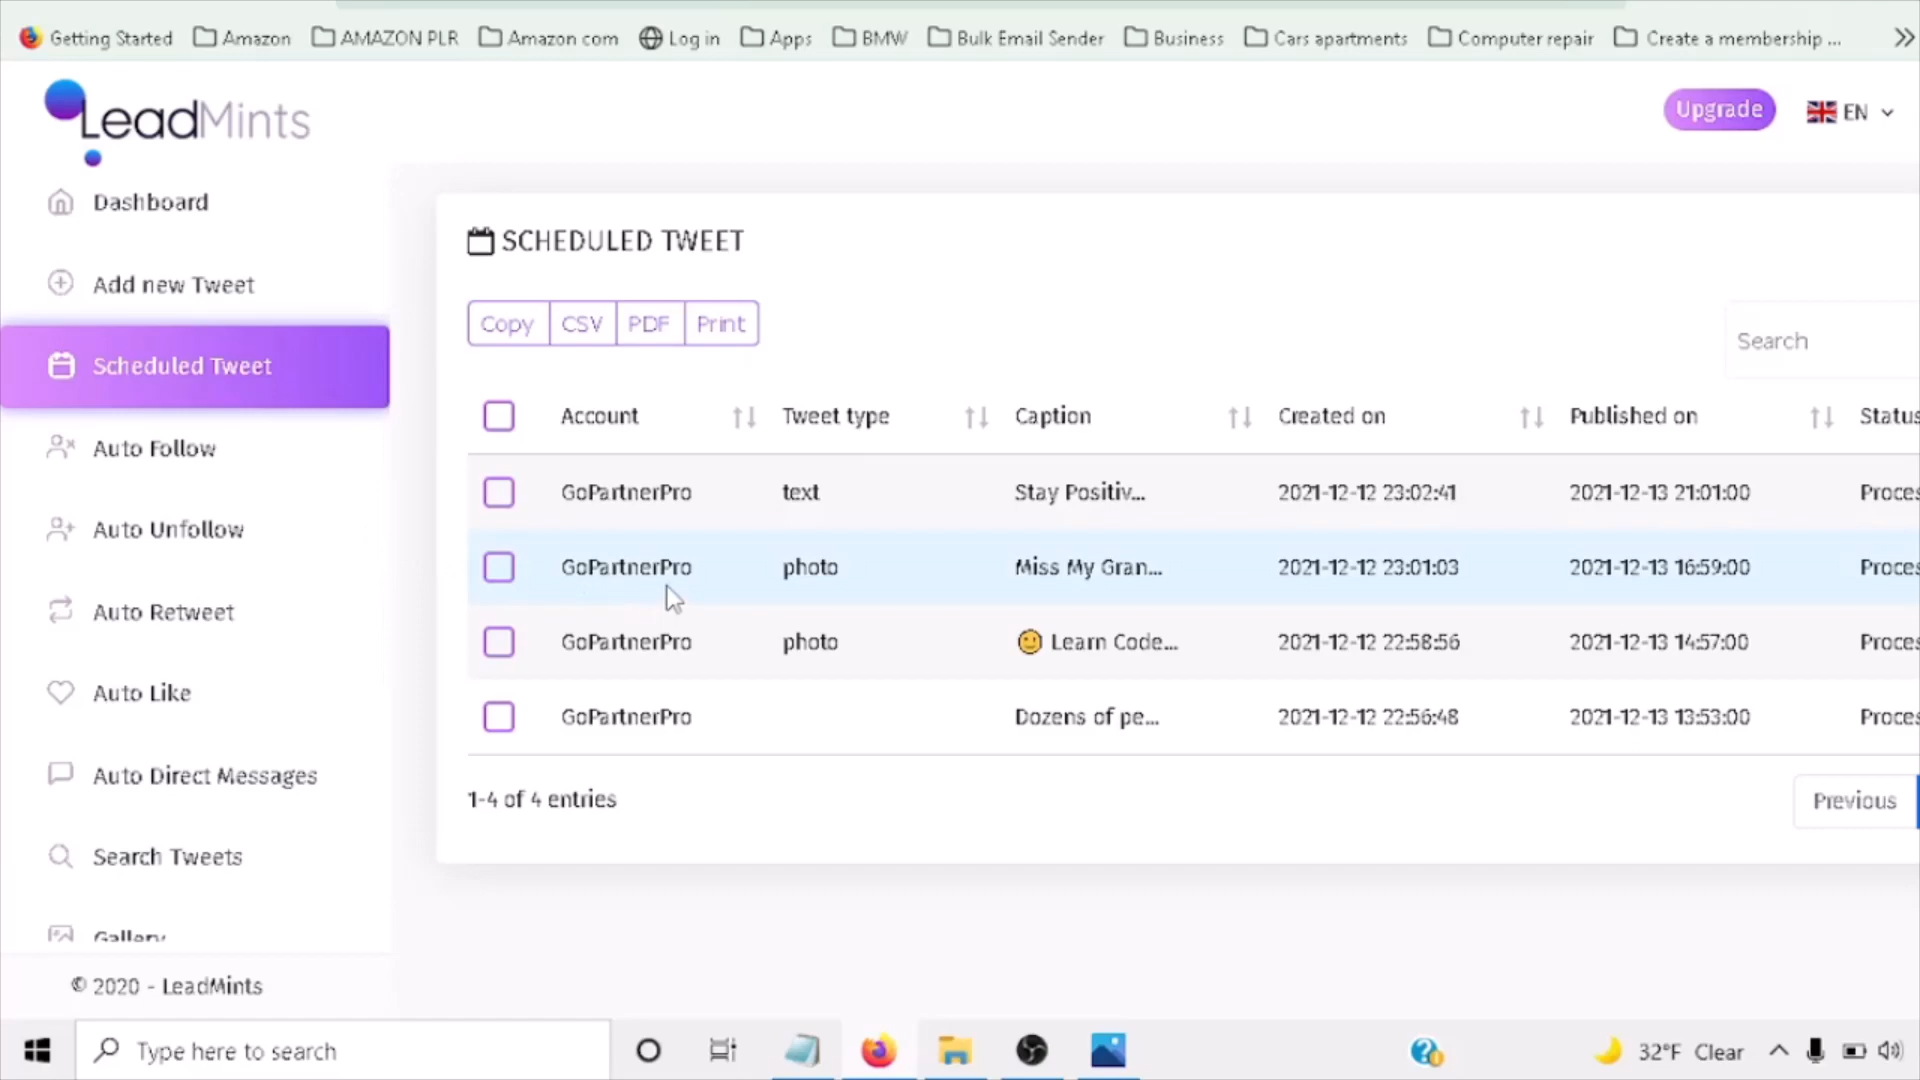 Getting Started Amazon AMAZON PLR Amazon com Log in Apps BMW Bulk Email Sender Business Cars apartments Computer repair Create a membership ...
LeadMints
Upgrade
EN
Dashboard
Add new Tweet
Scheduled Tweet
Auto Follow
Auto Unfollow
Auto Retweet
Auto Like
Auto Direct Messages
Search Tweets
Gallery
© 2020 - LeadMints
SCHEDULED TWEET
Copy CSV PDF Print
Search
Account Tweet type Caption Created on Published on Status
GoPartnerPro text Stay Positiv... 2021-12-12 23:02:41 2021-12-13 21:01:00 Proces
GoPartnerPro photo Miss My Gran... 2021-12-12 23:01:03 2021-12-13 16:59:00 Proces
GoPartnerPro photo 🙂 Learn Code... 2021-12-12 22:58:56 2021-12-13 14:57:00 Proces
GoPartnerPro Dozens of pe... 2021-12-12 22:56:48 2021-12-13 13:53:00 Proces
1-4 of 4 entries
Previous
Type here to search
32°F Clear